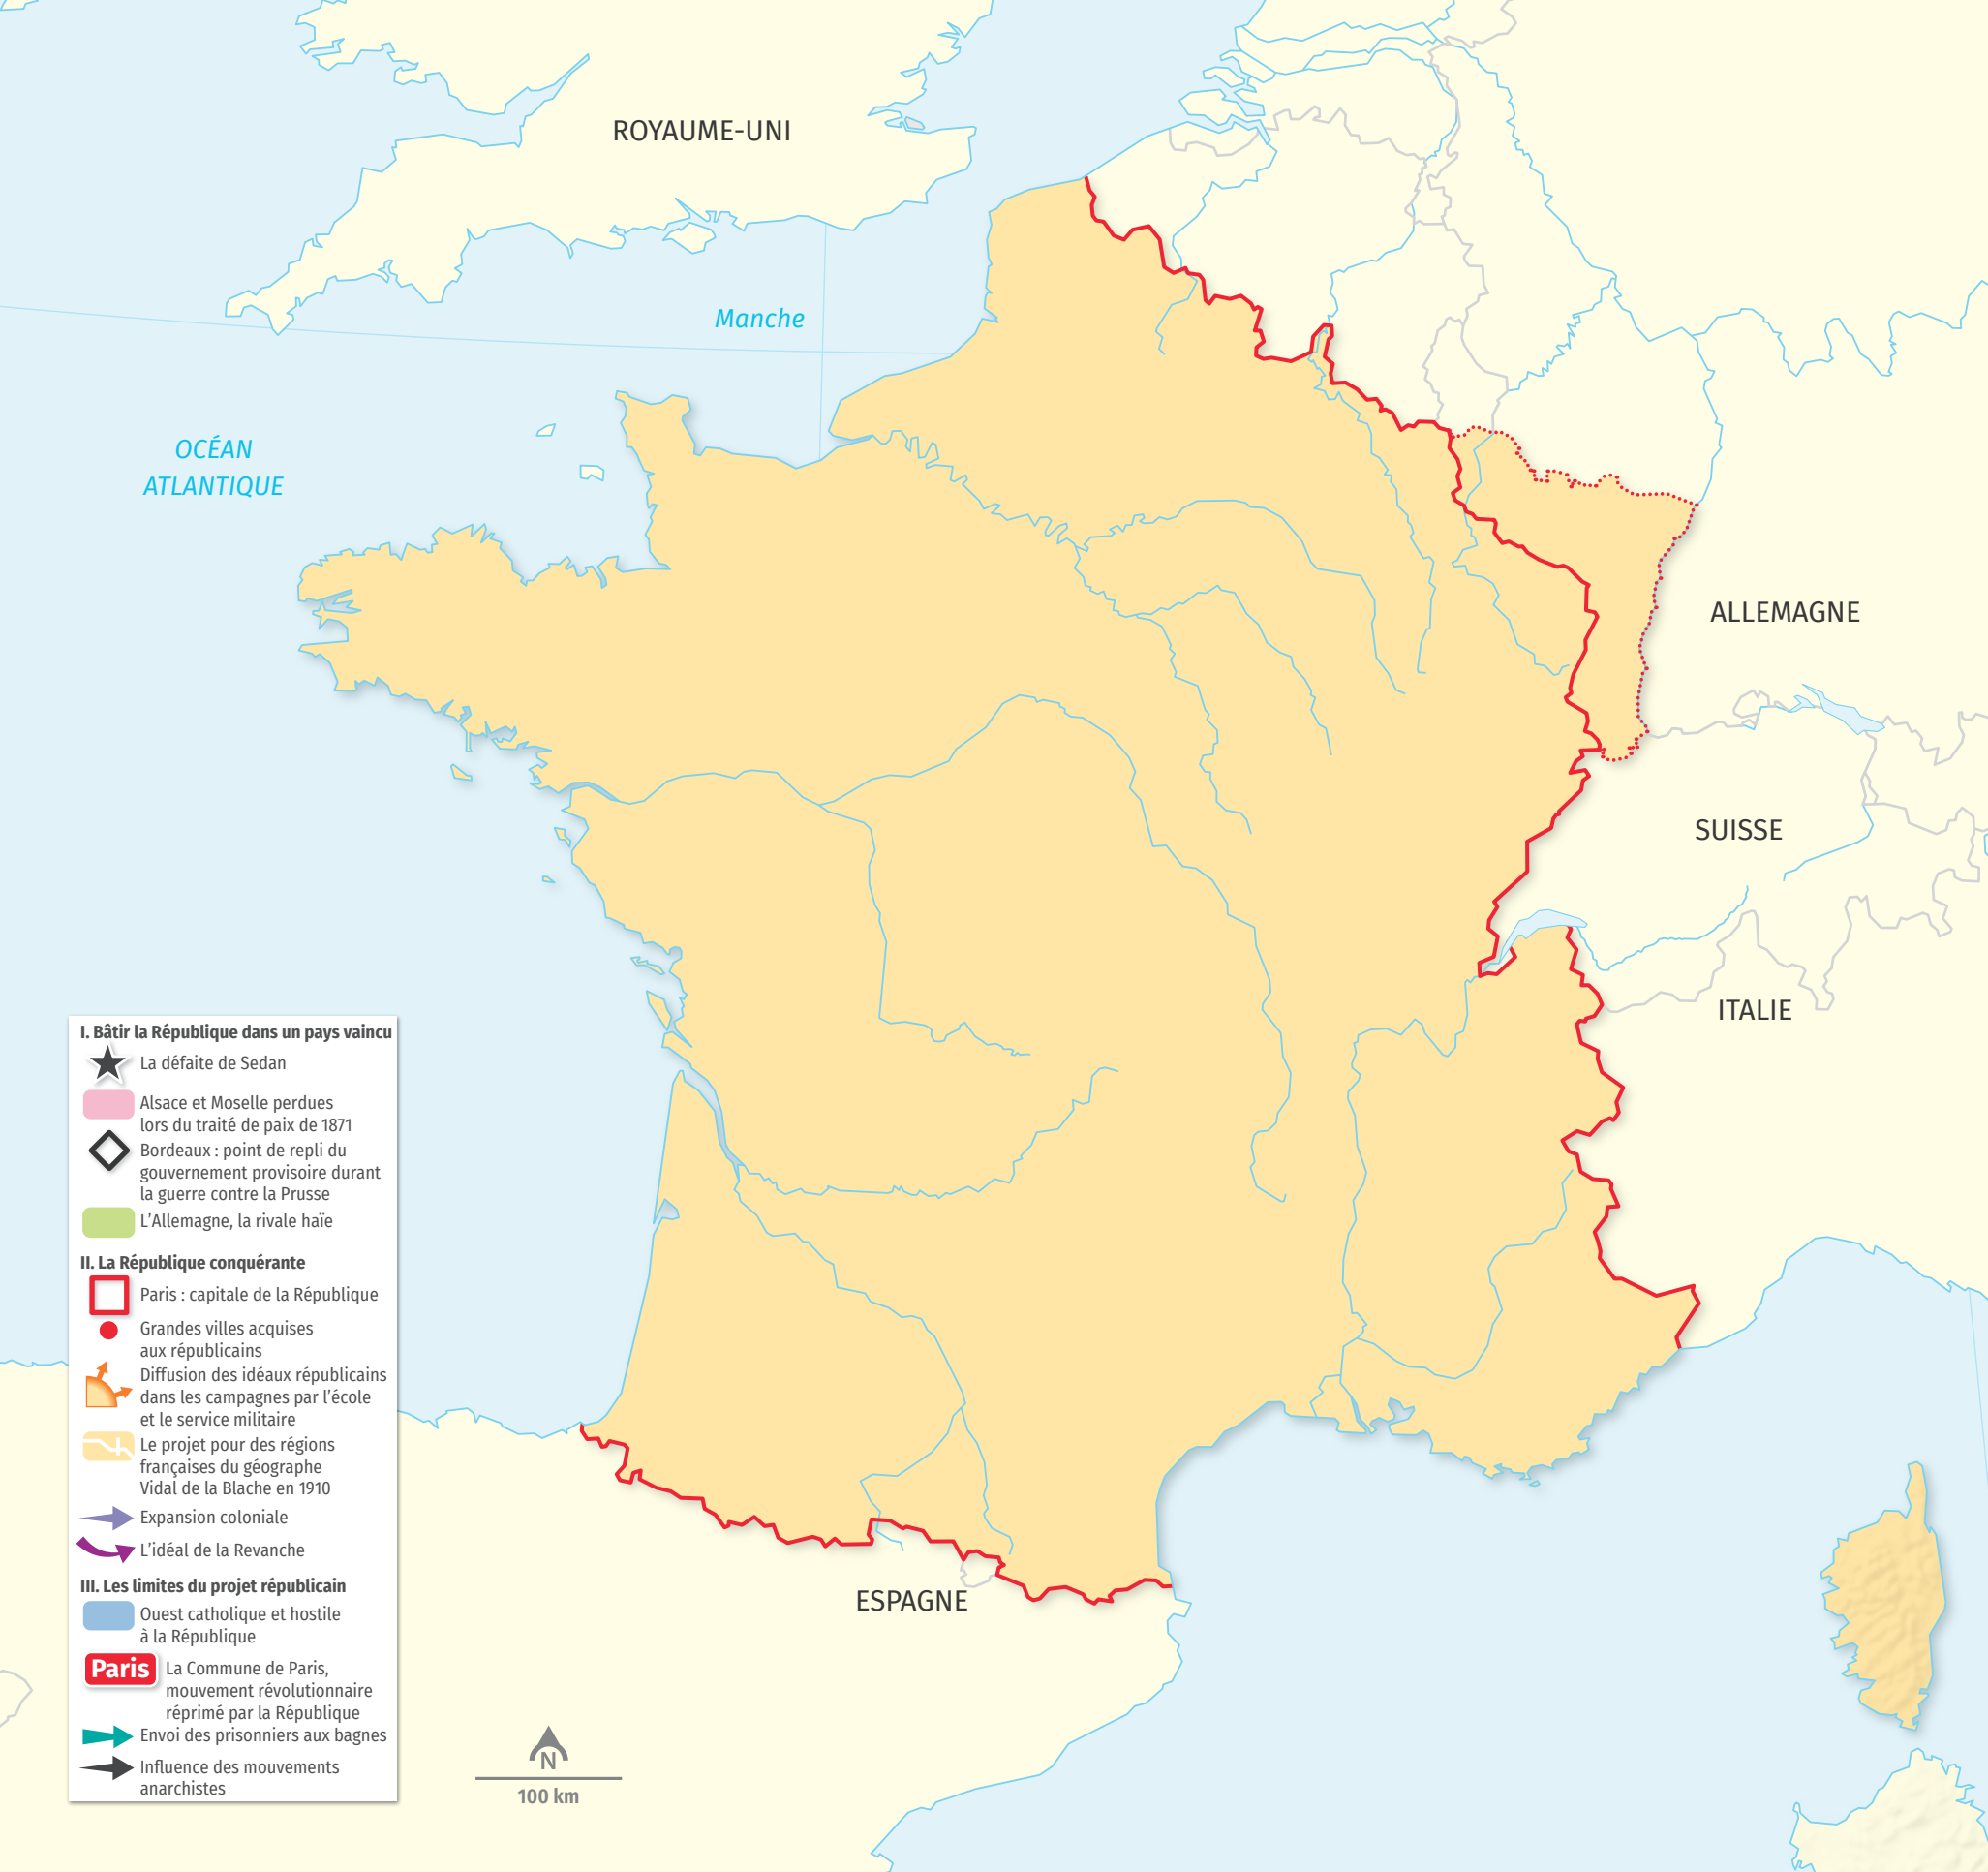 ROYAUME-UNI
Manche
OCÉAN
ATLANTIQUE
ALLEMAGNE
SUISSE
ITALIE
ESPAGNE
I. Bâtir la République dans un pays vaincu
La défaite de Sedan
Alsace et Moselle perdues
lors du traité de paix de 1871
Bordeaux : point de repli du
gouvernement provisoire durant
la guerre contre la Prusse
L'Allemagne, la rivale haïe
II. La République conquérante
Paris : capitale de la République
Grandes villes acquises
aux républicains
Diffusion des idéaux républicains
dans les campagnes par l'école
et le service militaire
Le projet pour des régions
françaises du géographe
Vidal de la Blache en 1910
Expansion coloniale
L'idéal de la Revanche
III. Les limites du projet républicain
Ouest catholique et hostile
à la République
Paris La Commune de Paris,
mouvement révolutionnaire
réprimé par la République
Envoi des prisonniers aux bagnes
Influence des mouvements
anarchistes
N
100 km